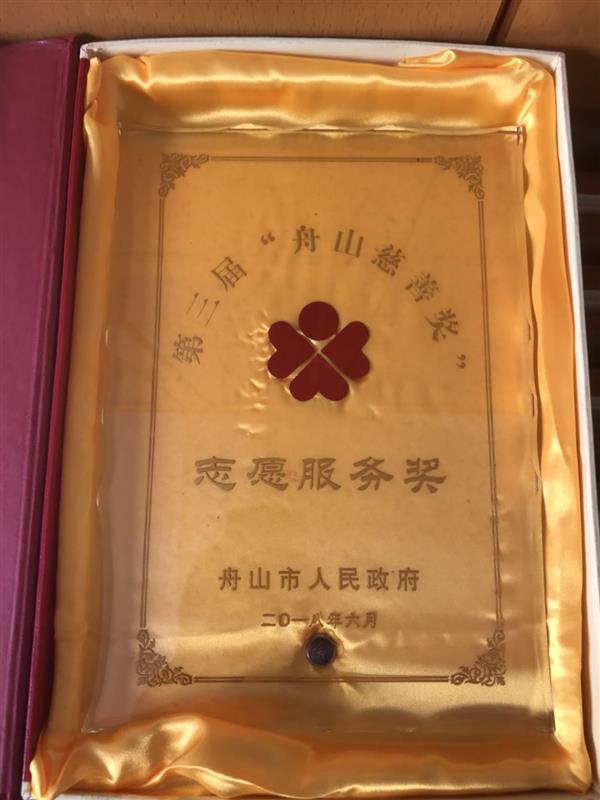 第三届“舟山慈善奖”
志愿服务奖
舟山市人民政府
二〇一八年六月